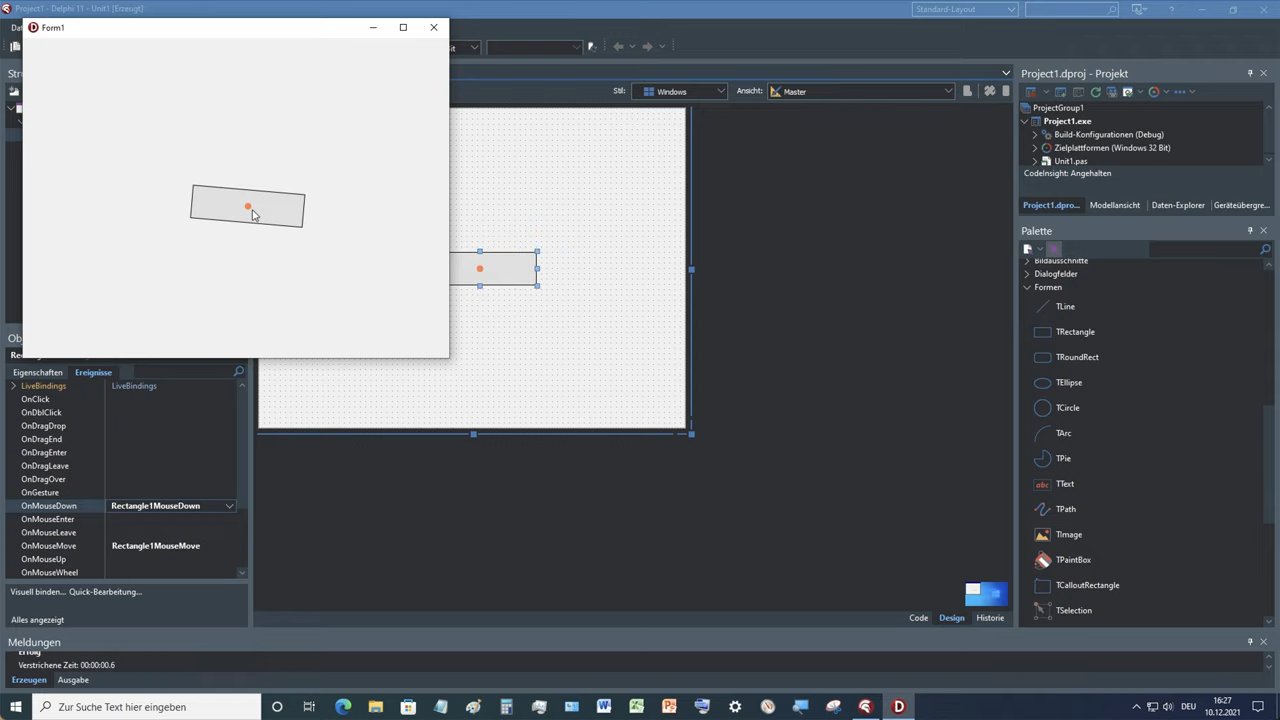 Project1 - Delphi 11 - Unit1 [Erzeugt]
Standard-Layout
Form1
Stil:
Windows
Ansicht:
Master
Project1.dproj - Projekt
ProjectGroup1
Project1.exe
Build-Konfigurationen (Debug)
Zielplattformen (Windows 32 Bit)
Unit1.pas
CodeInsight: Angehalten
Project1.dpro...
Modellansicht
Daten-Explorer
Geräteübergre...
Palette
Bildausschnitte
Dialogfelder
Formen
TLine
TRectangle
TRoundRect
TEllipse
TCircle
TArc
TPie
abc
TText
TPath
TImage
TPaintBox
TCalloutRectangle
TSelection
Eigenschaften
Ereignisse
LiveBindings
LiveBindings
OnClick
OnDblClick
OnDragDrop
OnDragEnd
OnDragEnter
OnDragLeave
OnDragOver
OnGesture
OnMouseDown
Rectangle1MouseDown
OnMouseEnter
OnMouseLeave
OnMouseMove
Rectangle1MouseMove
OnMouseUp
OnMouseWheel
Visuell binden... Quick-Bearbeitung...
Alles angezeigt
Code
Design
Historie
Meldungen
Erfolg
Verstrichene Zeit: 00:00:00.6
Erzeugen
Ausgabe
Zur Suche Text hier eingeben
DEU
16:27
10.12.2021